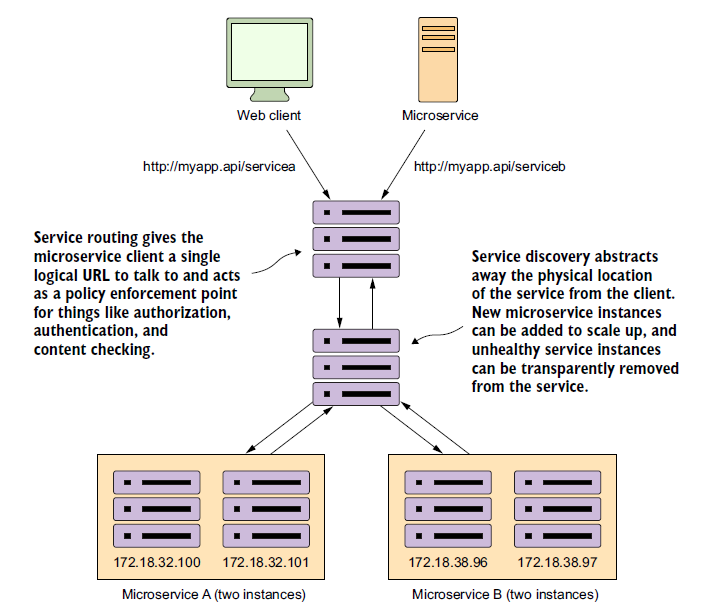 Web client
Microservice
http://myapp.api/servicea
http://myapp.api/serviceb
Service routing gives the
microservice client a single
logical URL to talk to and acts
as a policy enforcement point
for things like authorization,
authentication, and
content checking.
Service discovery abstracts
away the physical location
of the service from the client.
New microservice instances
can be added to scale up, and
unhealthy service instances
can be transparently removed
from the service.
172.18.32.100
172.18.32.101
172.18.38.96
172.18.38.97
Microservice A (two instances)
Microservice B (two instances)